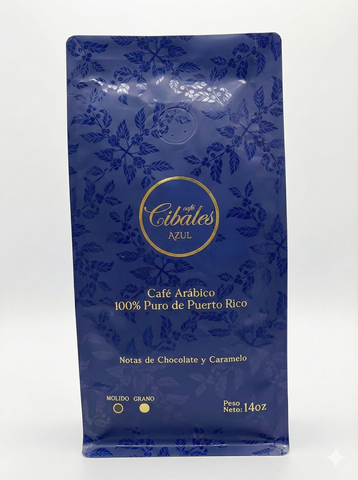 café
Cibales
AZUL
Café Arábico
100% Puro de Puerto Rico
Notas de Chocolate y Caramelo
MOLIDO GRANO
Peso
Neto: 14oz